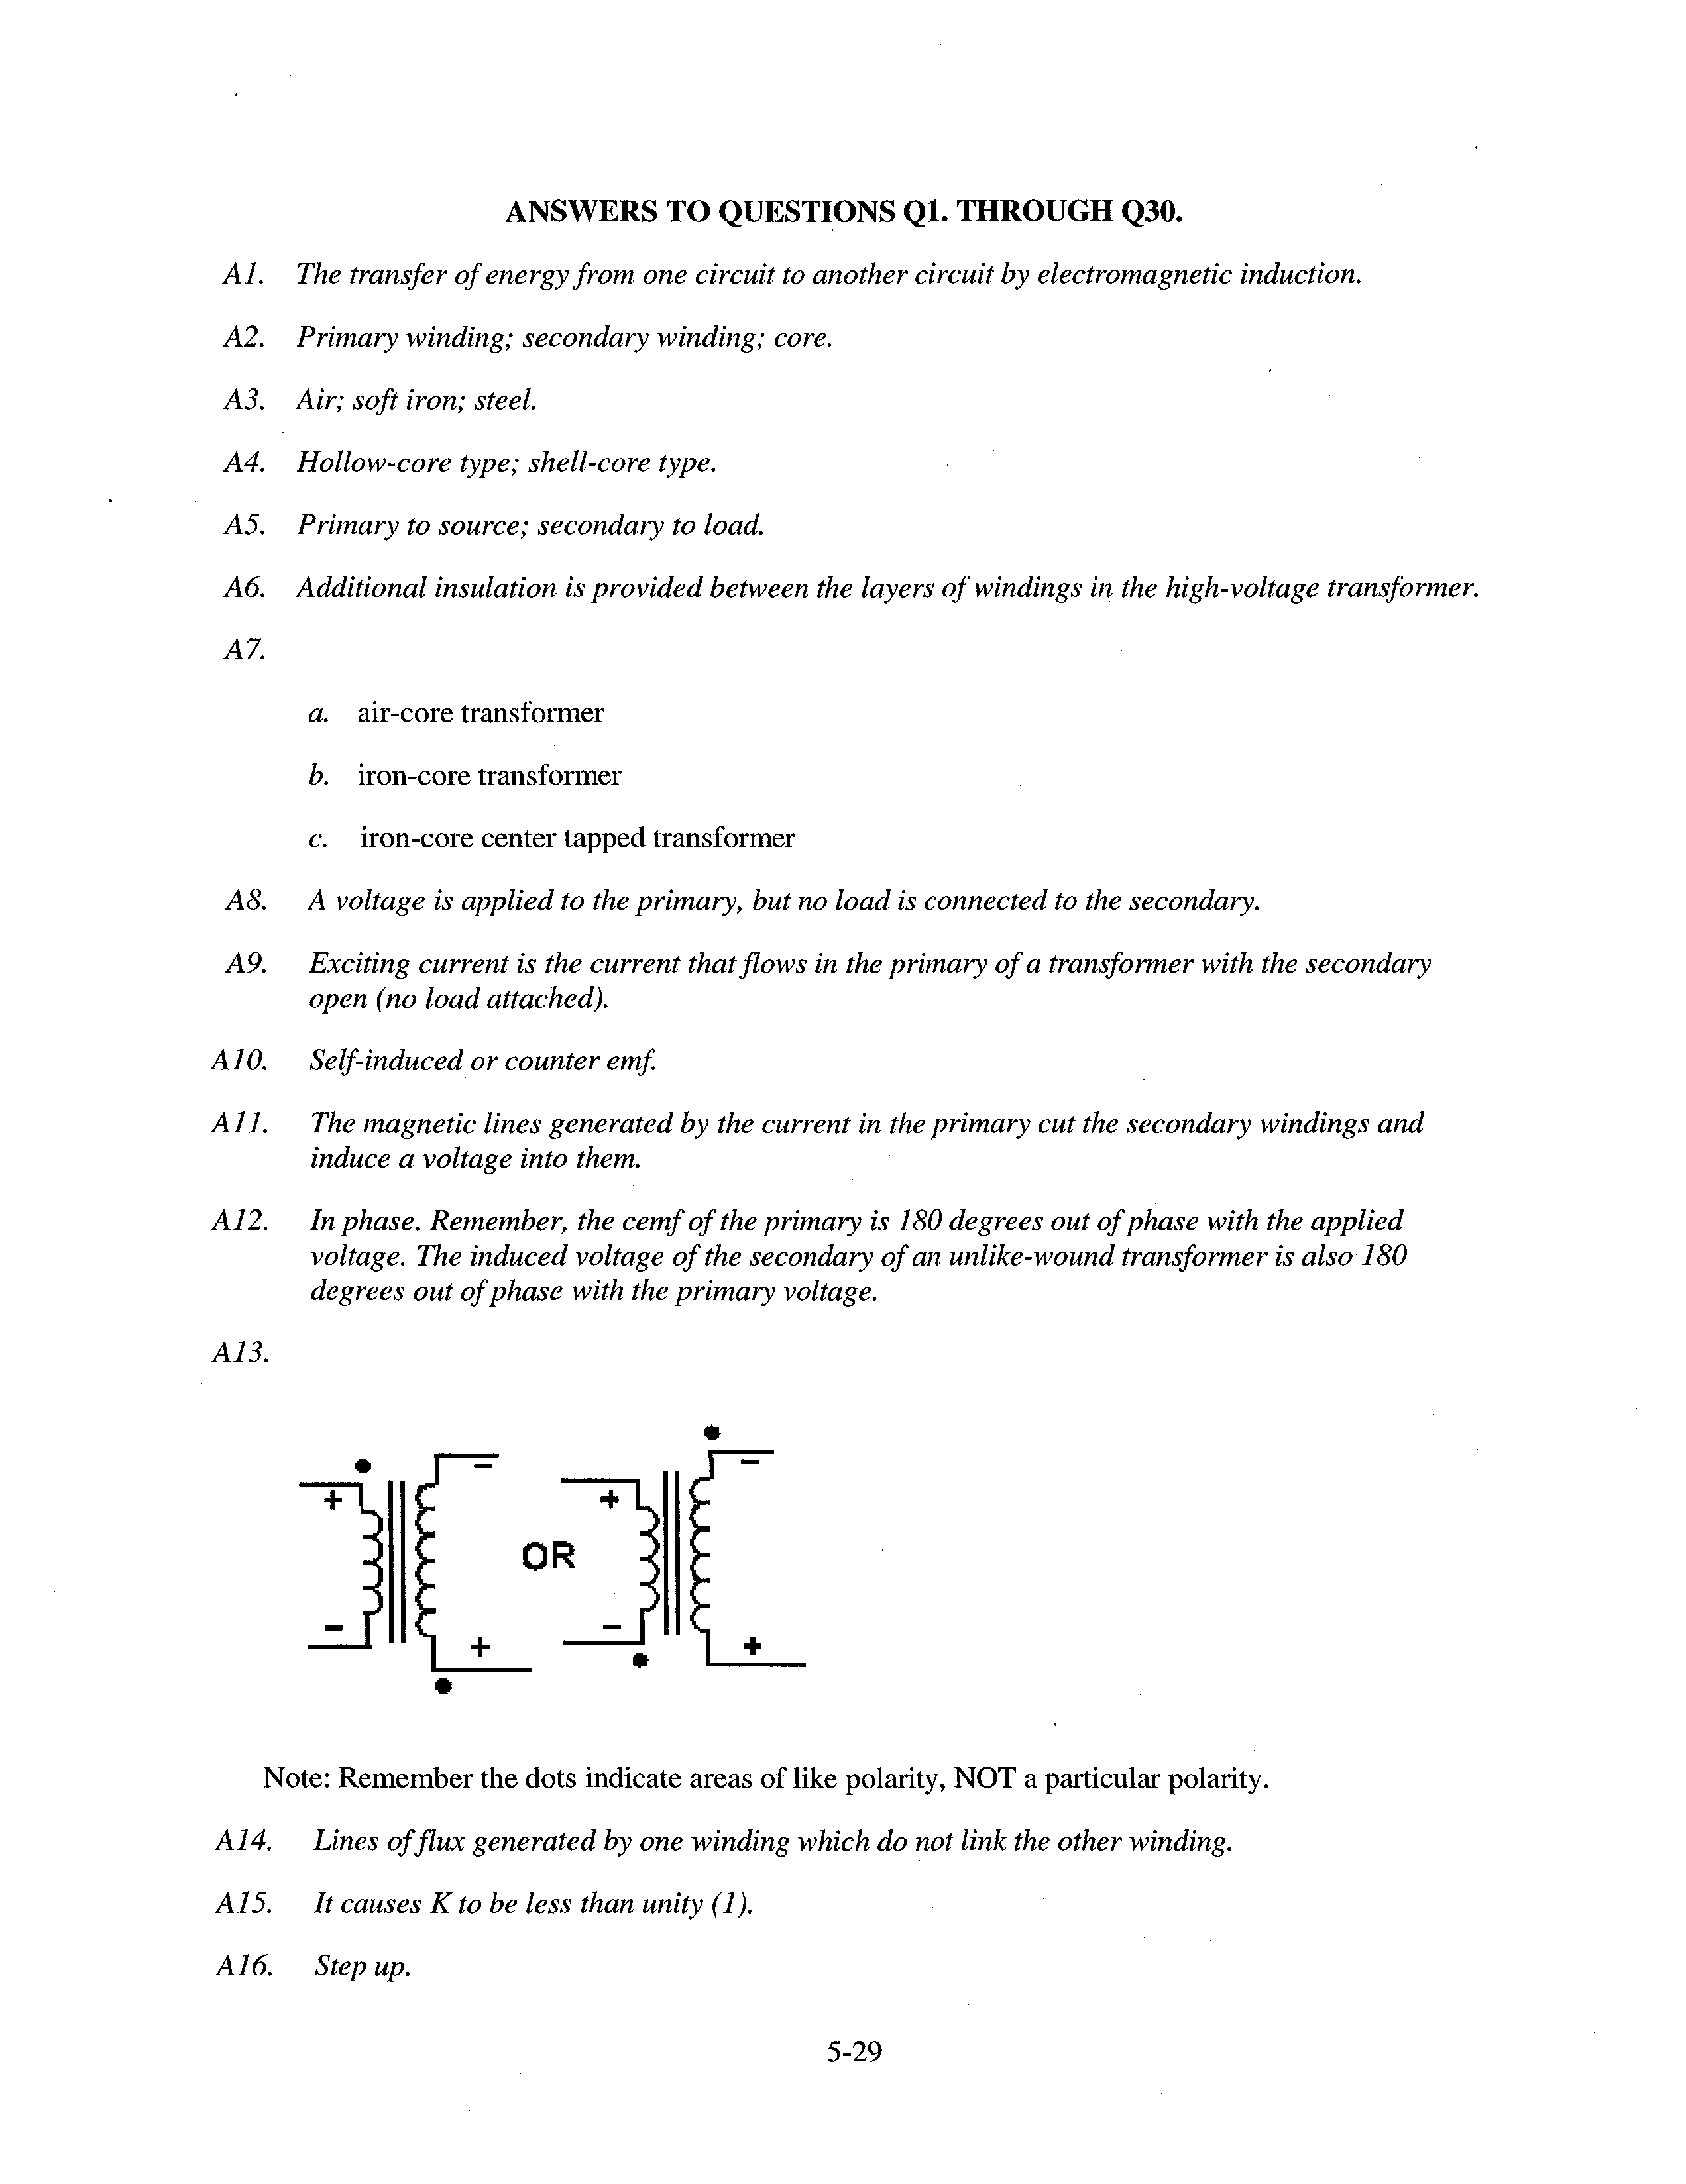 ANSWERS TO QUESTIONS Q1. THROUGH Q30.
A1. The transfer of energy from one circuit to another circuit by electromagnetic induction.
A2. Primary winding; secondary winding; core.
A3. Air; soft iron; steel.
A4. Hollow-core type; shell-core type.
A5. Primary to source; secondary to load.
A6. Additional insulation is provided between the layers of windings in the high-voltage transformer.
A7.
a. air-core transformer
b. iron-core transformer
c. iron-core center tapped transformer
A8. A voltage is applied to the primary, but no load is connected to the secondary.
A9. Exciting current is the current that flows in the primary of a transformer with the secondary
open (no load attached).
A10. Self-induced or counter emf.
A11. The magnetic lines generated by the current in the primary cut the secondary windings and
induce a voltage into them.
A12. In phase. Remember, the cemf of the primary is 180 degrees out of phase with the applied
voltage. The induced voltage of the secondary of an unlike-wound transformer is also 180
degrees out of phase with the primary voltage.
A13.
+ − + −
OR
− + − +
Note: Remember the dots indicate areas of like polarity, NOT a particular polarity.
A14. Lines of flux generated by one winding which do not link the other winding.
A15. It causes K to be less than unity (1).
A16. Step up.
5-29